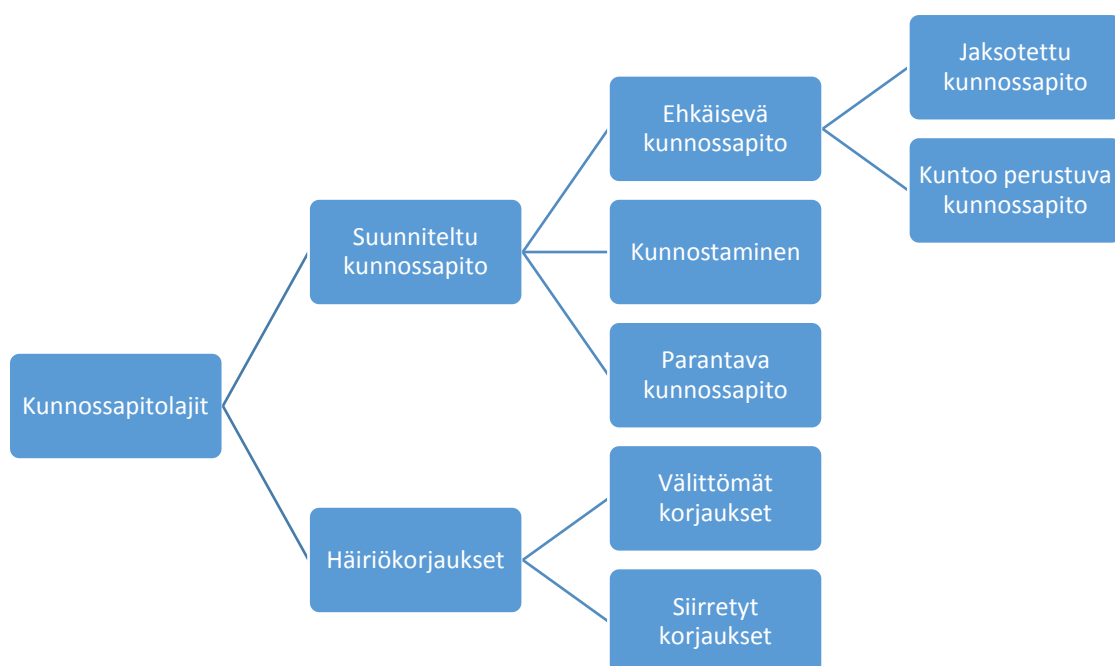 Jaksotettu
kunnossapito
Ehkäisevä
kunnossapito
Kuntoo perustuva
kunnossapito
Suunniteltu
kunnossapito
Kunnostaminen
Parantava
kunnossapito
Kunnossapitolajit
Välittömät
korjaukset
Häiriökorjaukset
Siirretyt
korjaukset